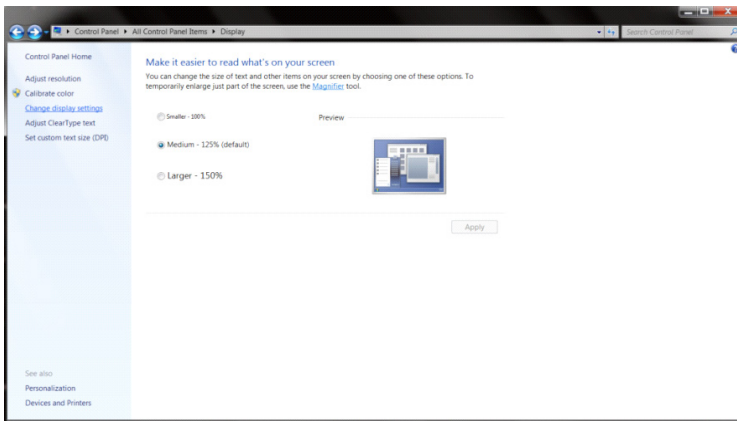 Control Panel ▸ All Control Panel Items ▸ Display
Search Control Panel
Control Panel Home
Adjust resolution
Calibrate color
Change display settings
Adjust ClearType text
Set custom text size (DPI)
Make it easier to read what's on your screen
You can change the size of text and other items on your screen by choosing one of these options. To
temporarily enlarge just part of the screen, use the Magnifier tool.
Smaller - 100%
Preview
Medium - 125% (default)
Larger - 150%
Apply
See also
Personalization
Devices and Printers